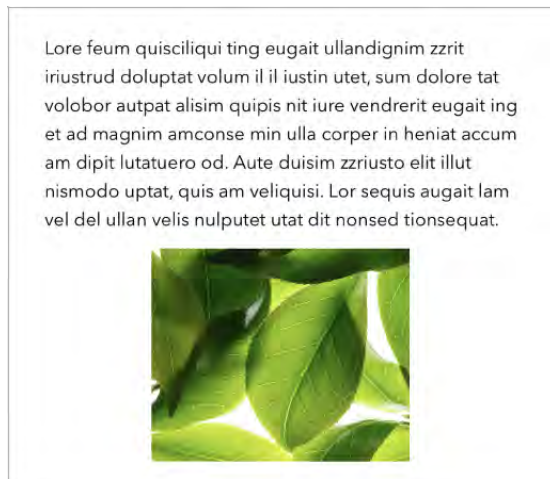 Lore feum quisciliqui ting eugait ullandignim zzrit
iriustrud doluptat volum il il iustin utet, sum dolore tat
volobor autpat alisim quipis nit iure vendrerit eugait ing
et ad magnim amconse min ulla corper in heniat accum
am dipit lutatuero od. Aute duisim zzriusto elit illut
nismodo uptat, quis am veliquisi. Lor sequis augait lam
vel del ullan velis nulputet utat dit nonsed tionsequat.